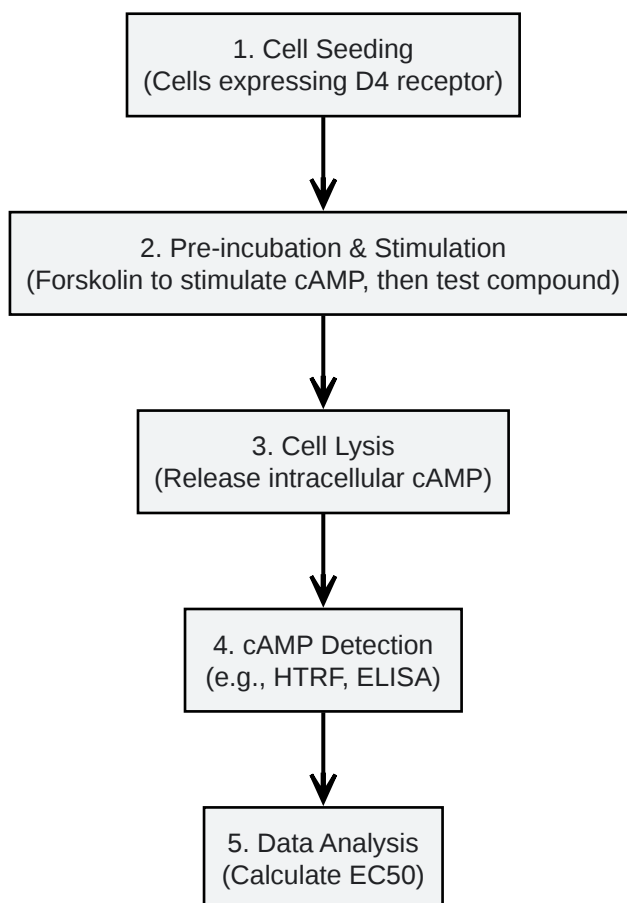 1. Cell Seeding
(Cells expressing D4 receptor)
2. Pre-incubation & Stimulation
(Forskolin to stimulate cAMP, then test compound)
3. Cell Lysis
(Release intracellular cAMP)
4. cAMP Detection
(e.g., HTRF, ELISA)
5. Data Analysis
(Calculate EC50)